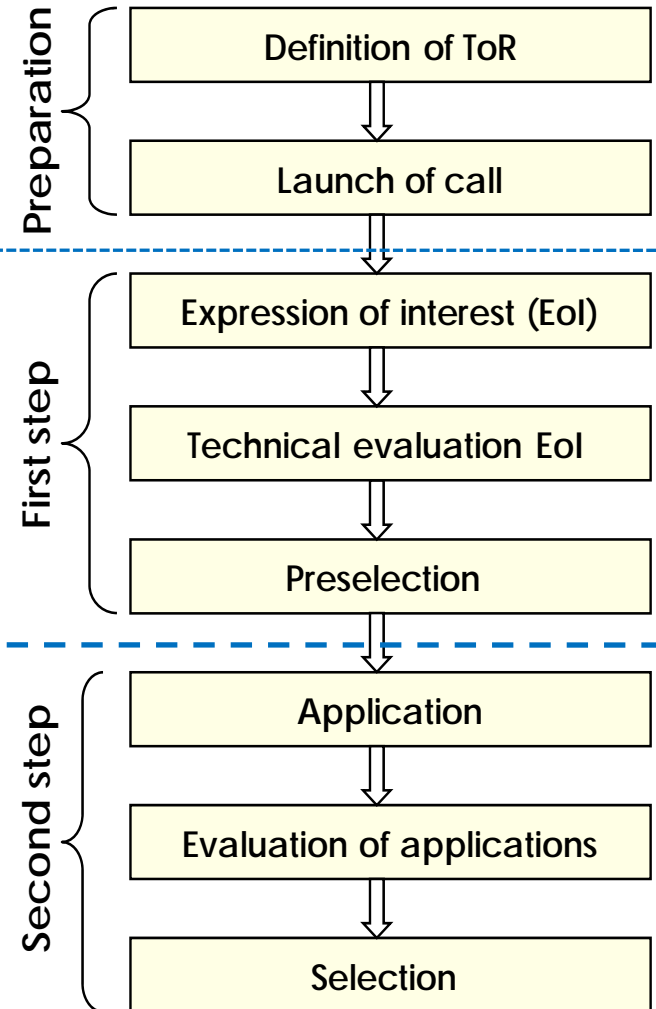 Preparation
Definition of ToR
Launch of call
First step
Expression of interest (EoI)
Technical evaluation EoI
Preselection
Second step
Application
Evaluation of applications
Selection